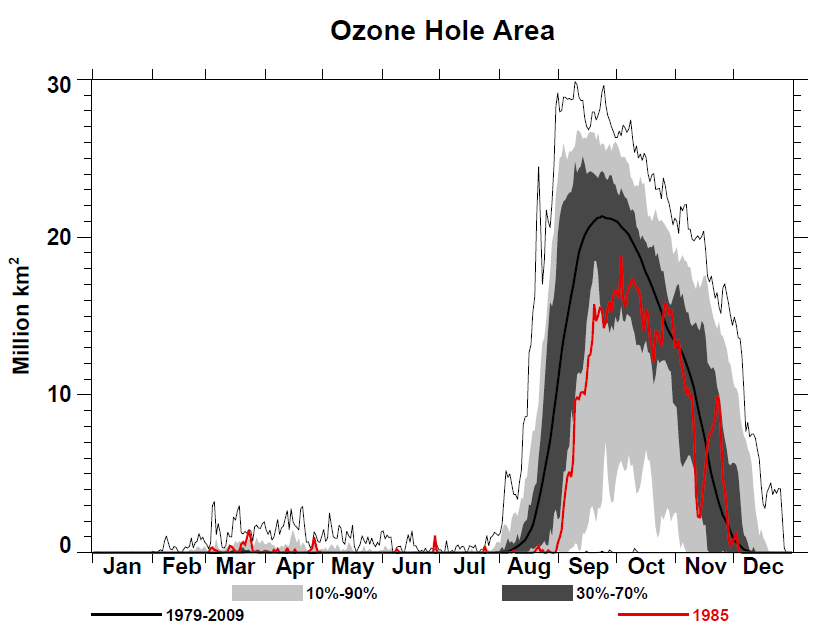 Ozone Hole Area
30
20
10
0
Million km²
Jan Feb Mar Apr May Jun Jul Aug Sep Oct Nov Dec
10%-90% 30%-70%
1979-2009 1985